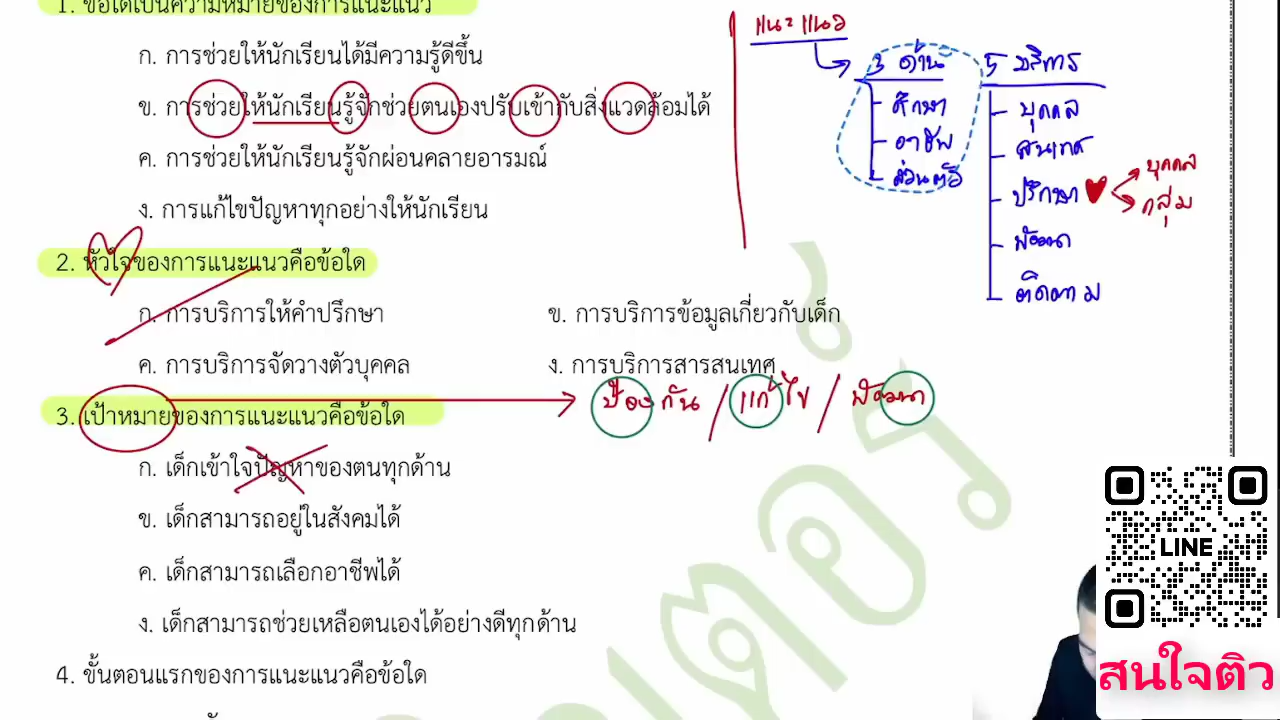 1. ข้อใดเป็นความหมายของการแนะแนว
ก. การช่วยให้นักเรียนได้มีความรู้ดีขึ้น
ข. การช่วยให้นักเรียนรู้จักช่วยตนเองปรับเข้ากับสิ่งแวดล้อมได้
ค. การช่วยให้นักเรียนรู้จักผ่อนคลายอารมณ์
ง. การแก้ไขปัญหาทุกอย่างให้นักเรียน
แนะแนว
3 ด้าน
ศึกษา
อาชีพ
ส่วนตัว
5 บริการ
บุคคล
สนเทศ
ปรึกษา
บุคคล
กลุ่ม
พัฒนา
ติดตาม
2. หัวใจของการแนะแนวคือข้อใด
ก. การบริการให้คำปรึกษา ข. การบริการข้อมูลเกี่ยวกับเด็ก
ค. การบริการจัดวางตัวบุคคล ง. การบริการสารสนเทศ
3. เป้าหมายของการแนะแนวคือข้อใด
ป้องกัน / แก้ไข / พัฒนา
ก. เด็กเข้าใจปัญหาของตนทุกด้าน
ข. เด็กสามารถอยู่ในสังคมได้
ค. เด็กสามารถเลือกอาชีพได้
ง. เด็กสามารถช่วยเหลือตนเองได้อย่างดีทุกด้าน
4. ขั้นตอนแรกของการแนะแนวคือข้อใด
LINE
สนใจติว